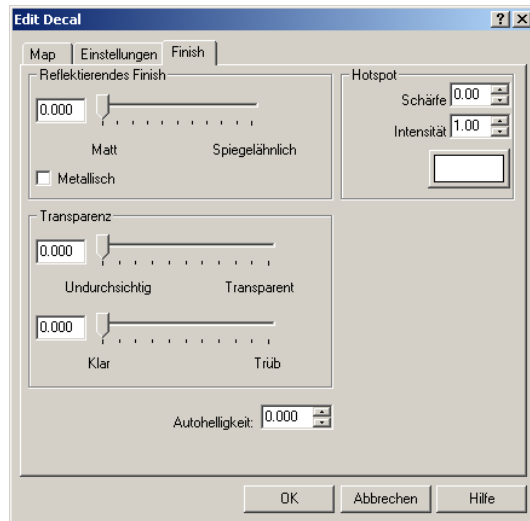 Edit Decal
Map Einstellungen Finish
Reflektierendes Finish
0.000
Matt Spiegelähnlich
Metallisch
Hotspot
Schärfe 0.00
Intensität 1.00
Transparenz
0.000
Undurchsichtig Transparent
0.000
Klar Trüb
Autohelligkeit: 0.000
OK Abbrechen Hilfe